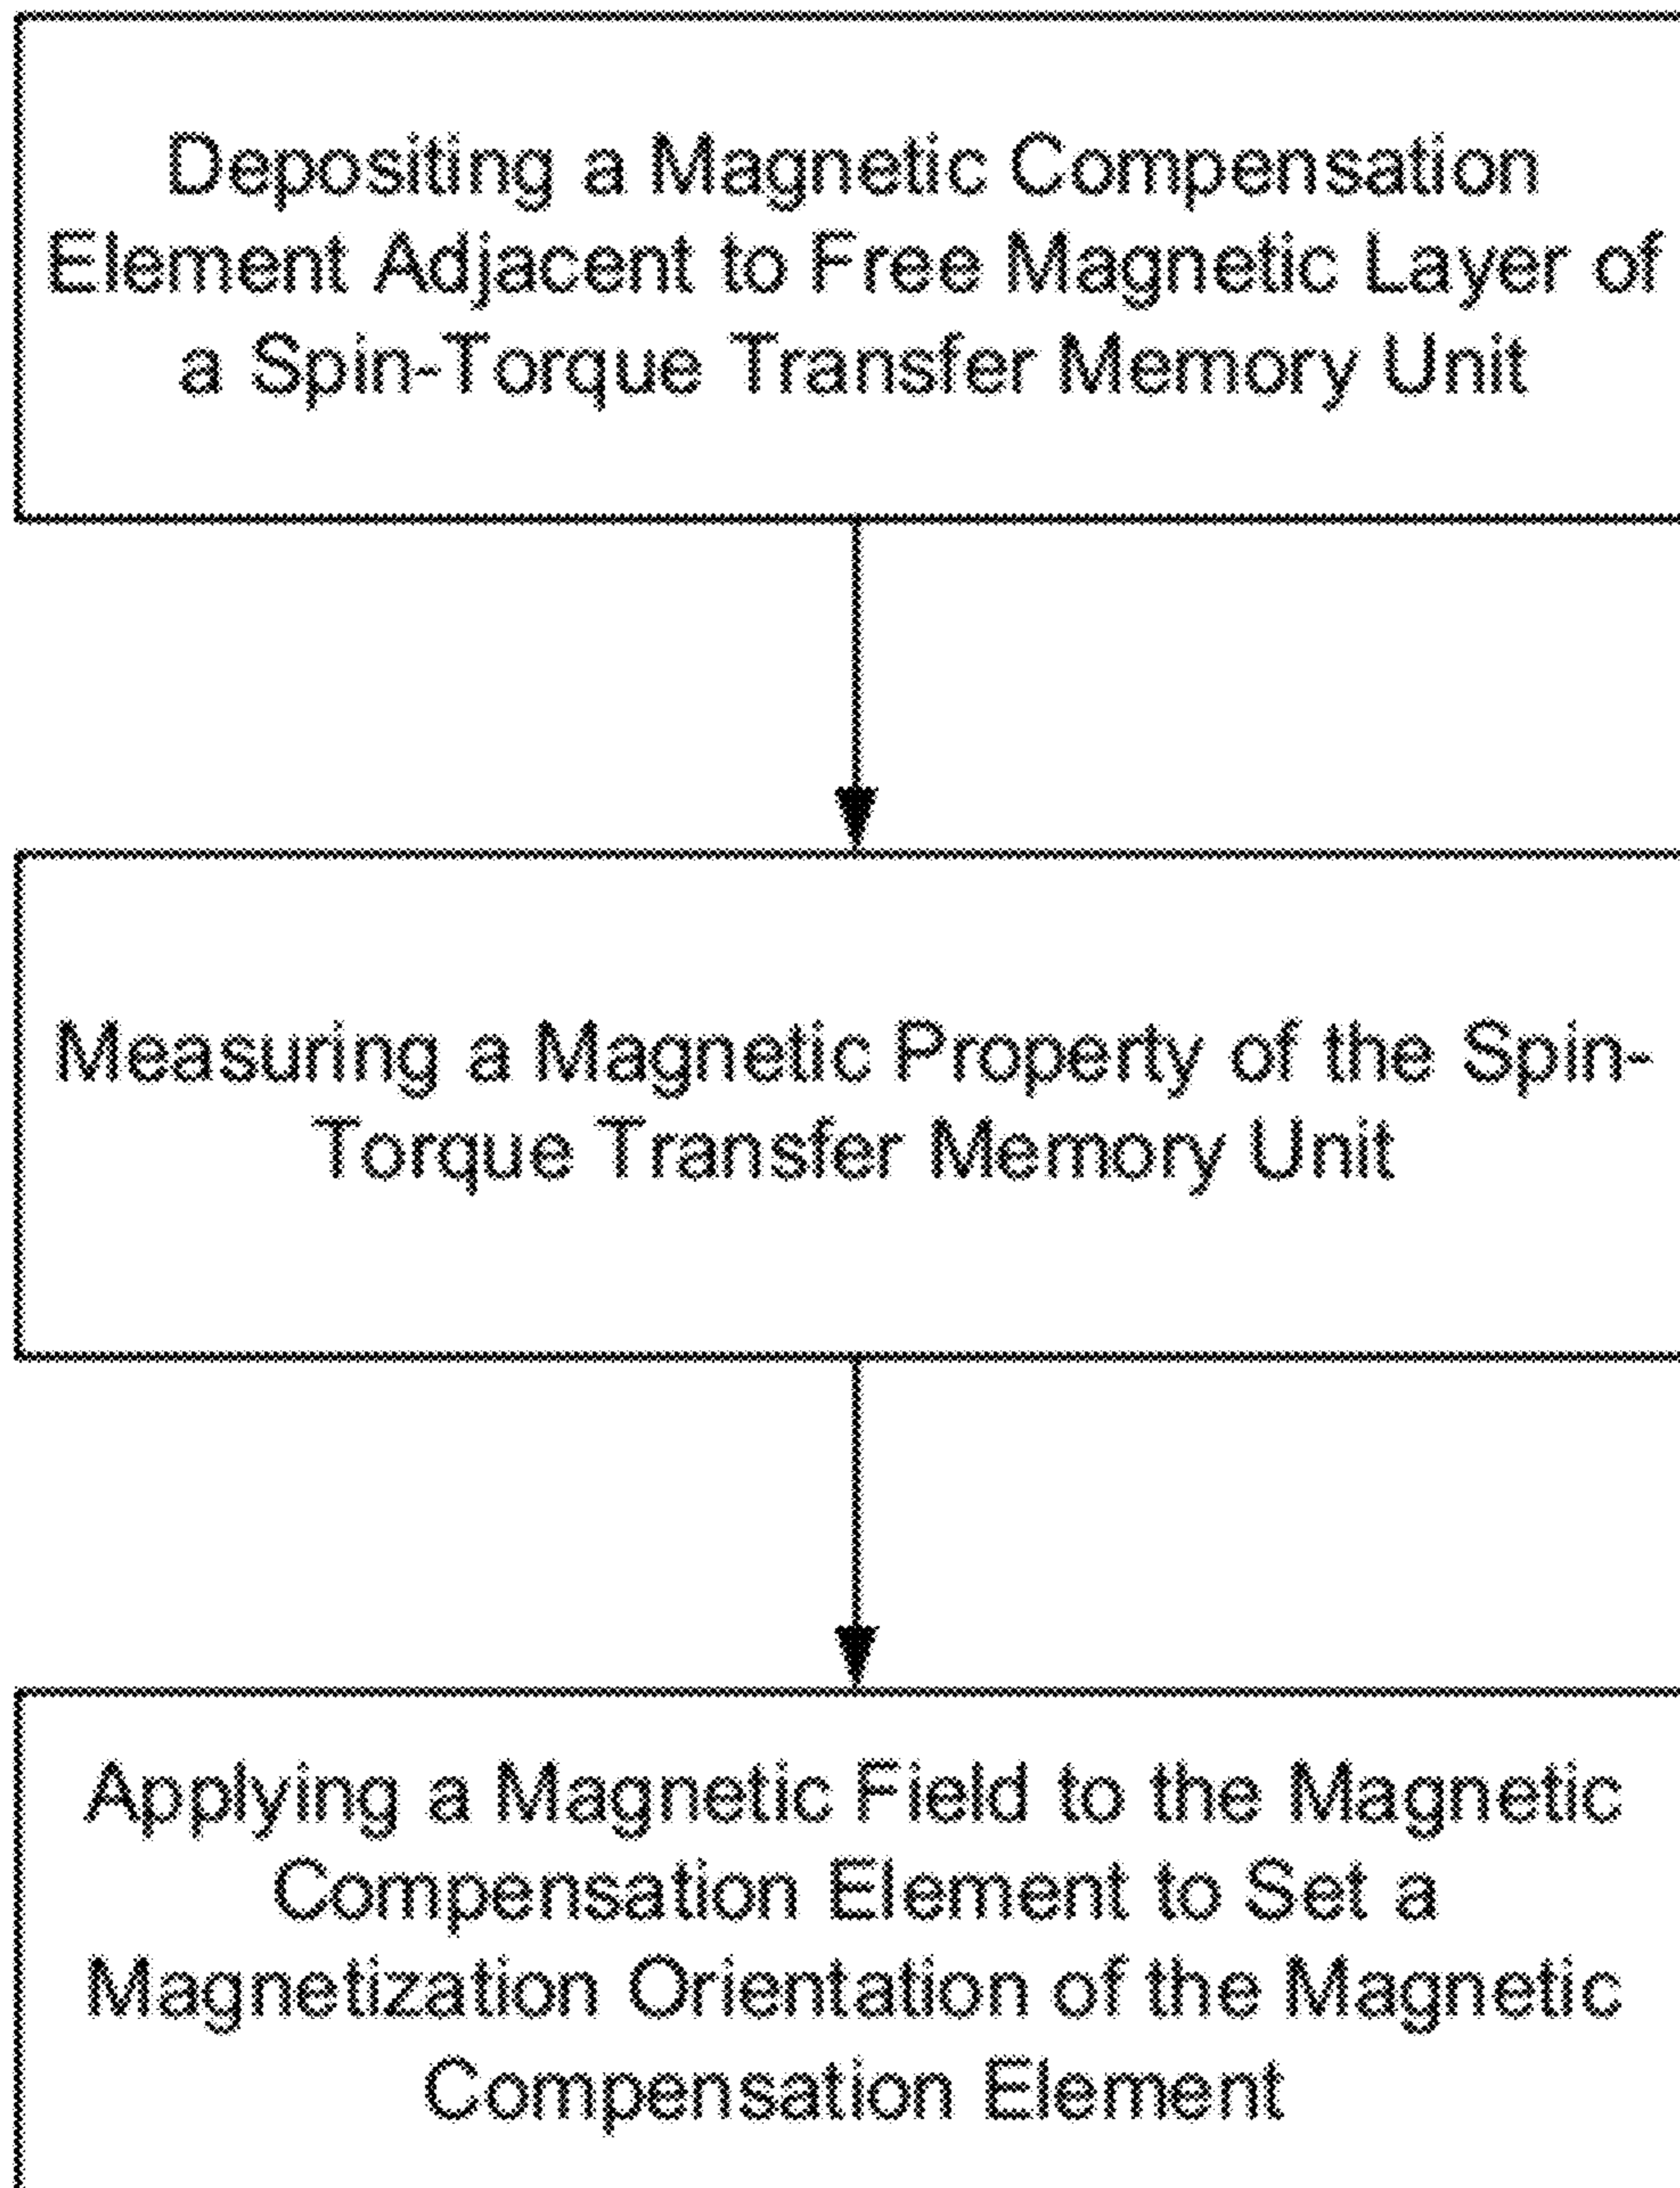 Depositing a Magnetic Compensation
Element Adjacent to Free Magnetic Layer of
a Spin-Torque Transfer Memory Unit
Measuring a Magnetic Property of the Spin-
Torque Transfer Memory Unit
Applying a Magnetic Field to the Magnetic
Compensation Element to Set a
Magnetization Orientation of the Magnetic
Compensation Element